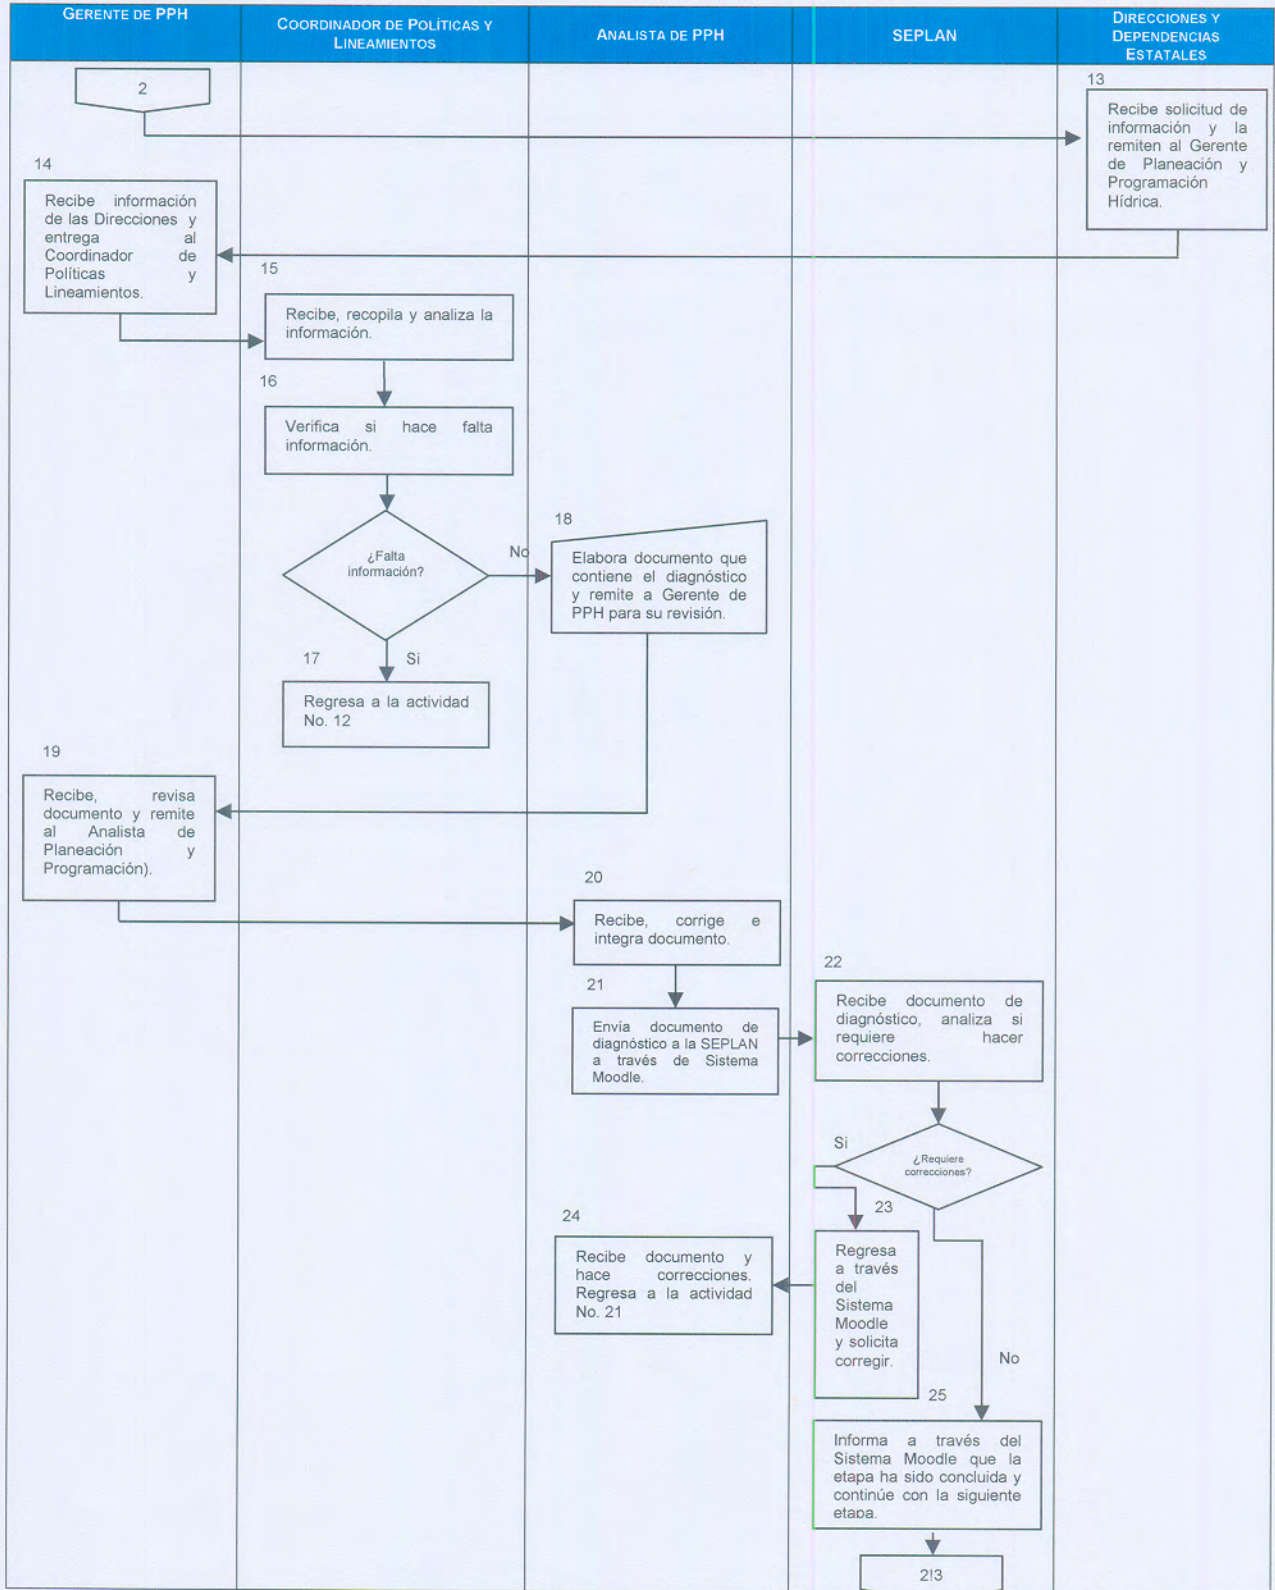 GERENTE DE PPH
COORDINADOR DE POLÍTICAS Y
LINEAMIENTOS
ANALISTA DE PPH
SEPLAN
DIRECCIONES Y
DEPENDENCIAS
ESTATALES
2
13
Recibe solicitud de
información y la
remiten al Gerente
de Planeación y
Programación
Hídrica.
14
Recibe información
de las Direcciones y
entrega al
Coordinador de
Políticas y
Lineamientos.
15
Recibe, recopila y analiza la
información.
16
Verifica si hace falta
información.
¿Falta
información?
No
18
Elabora documento que
contiene el diagnóstico
y remite a Gerente de
PPH para su revisión.
17
Si
Regresa a la actividad
No. 12
19
Recibe, revisa
documento y remite
al Analista de
Planeación y
Programación).
20
Recibe, corrige e
integra documento.
21
Envía documento de
diagnóstico a la SEPLAN
a través de Sistema
Moodle.
22
Recibe documento de
diagnóstico, analiza si
requiere hacer
correcciones.
Si
¿Requiere
correcciones?
23
Regresa
a través
del
Sistema
Moodle
y solicita
corregir.
24
Recibe documento y
hace correcciones.
Regresa a la actividad
No. 21
No
25
Informa a través del
Sistema Moodle que la
etapa ha sido concluida y
continúe con la siguiente
etapa.
2!3